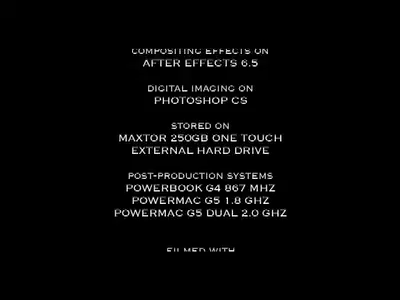 COMPOSITING EFFECTS ON
AFTER EFFECTS 6.5
DIGITAL IMAGING ON
PHOTOSHOP CS
STORED ON
MAXTOR 250GB ONE TOUCH
EXTERNAL HARD DRIVE
POST-PRODUCTION SYSTEMS
POWERBOOK G4 867 MHZ
POWERMAC G5 1.8 GHZ
POWERMAC G5 DUAL 2.0 GHZ
FILMED WITH